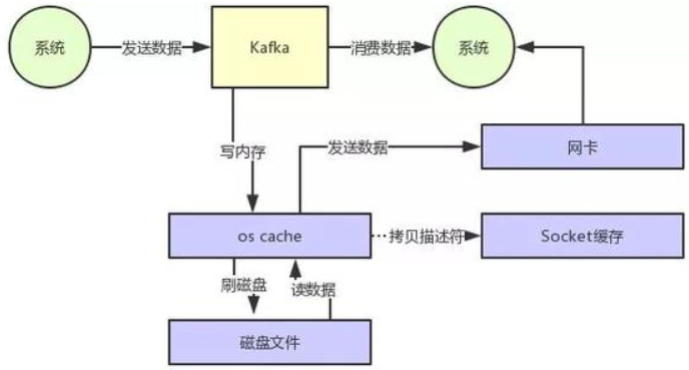 系统
发送数据
Kafka
消费数据
系统
写内存
发送数据
网卡
os cache
拷贝描述符
Socket缓存
刷磁盘
读数据
磁盘文件